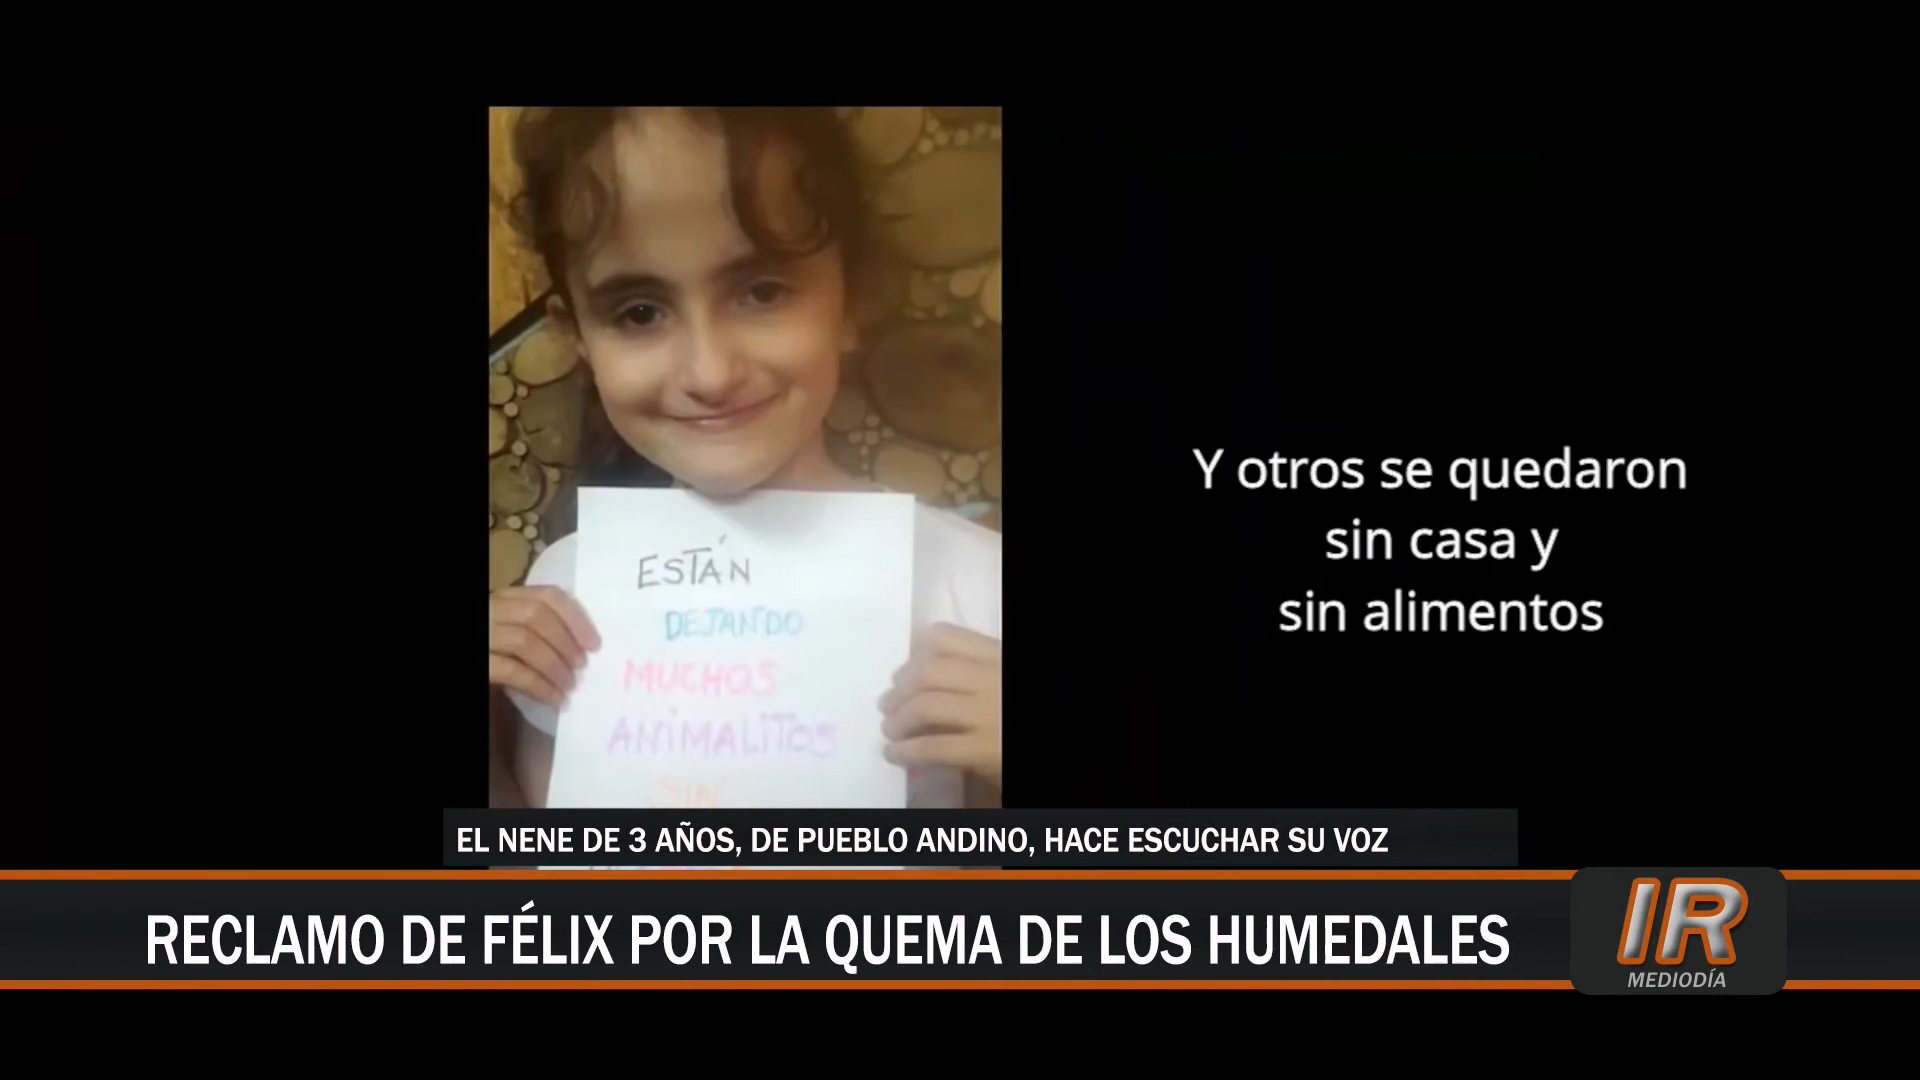 Y otros se quedaron
sin casa y
sin alimentos
ESTÁN
DEJANDO
MUCHOS
ANIMALITOS
SIN
EL NENE DE 3 AÑOS, DE PUEBLO ANDINO, HACE ESCUCHAR SU VOZ
RECLAMO DE FÉLIX POR LA QUEMA DE LOS HUMEDALES
IR
MEDIODÍA